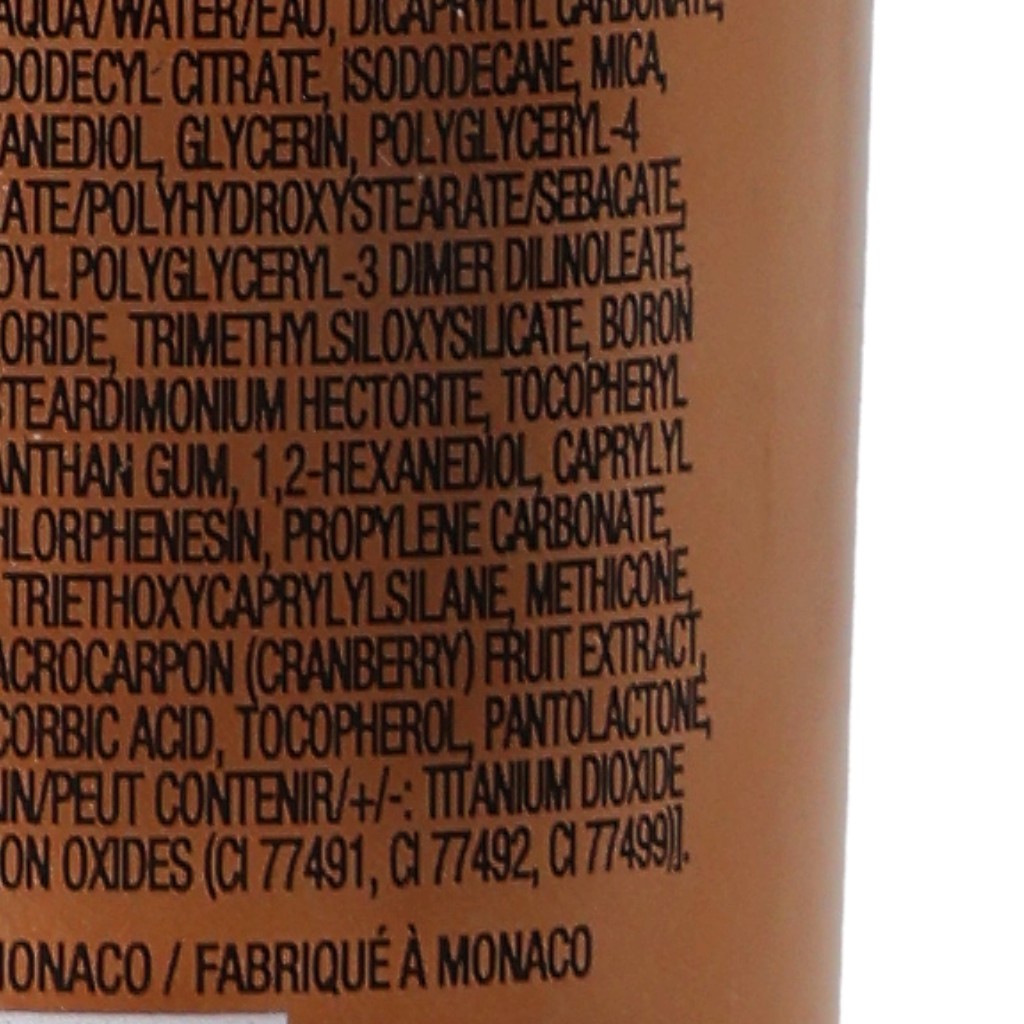 AQUA/WATER/EAU, DICAPRYLYL CARBONATE,
DODECYL CITRATE, ISODODECANE, MICA,
ANEDIOL, GLYCERIN, POLYGLYCERYL-4
ATE/POLYHYDROXYSTEARATE/SEBACATE,
OYL POLYGLYCERYL-3 DIMER DILINOLEATE,
ORIDE, TRIMETHYLSILOXYSILICATE, BORON
STEARDIMONIUM HECTORITE, TOCOPHERYL
ANTHAN GUM, 1,2-HEXANEDIOL, CAPRYLYL
HLORPHENESIN, PROPYLENE CARBONATE,
TRIETHOXYCAPRYLYLSILANE, METHICONE,
ACROCARPON (CRANBERRY) FRUIT EXTRACT,
CORBIC ACID, TOCOPHEROL, PANTOLACTONE,
IN/PEUT CONTENIR/+/-: TITANIUM DIOXIDE
ON OXIDES (CI 77491, CI 77492, CI 77499)].
MONACO / FABRIQUÉ À MONACO